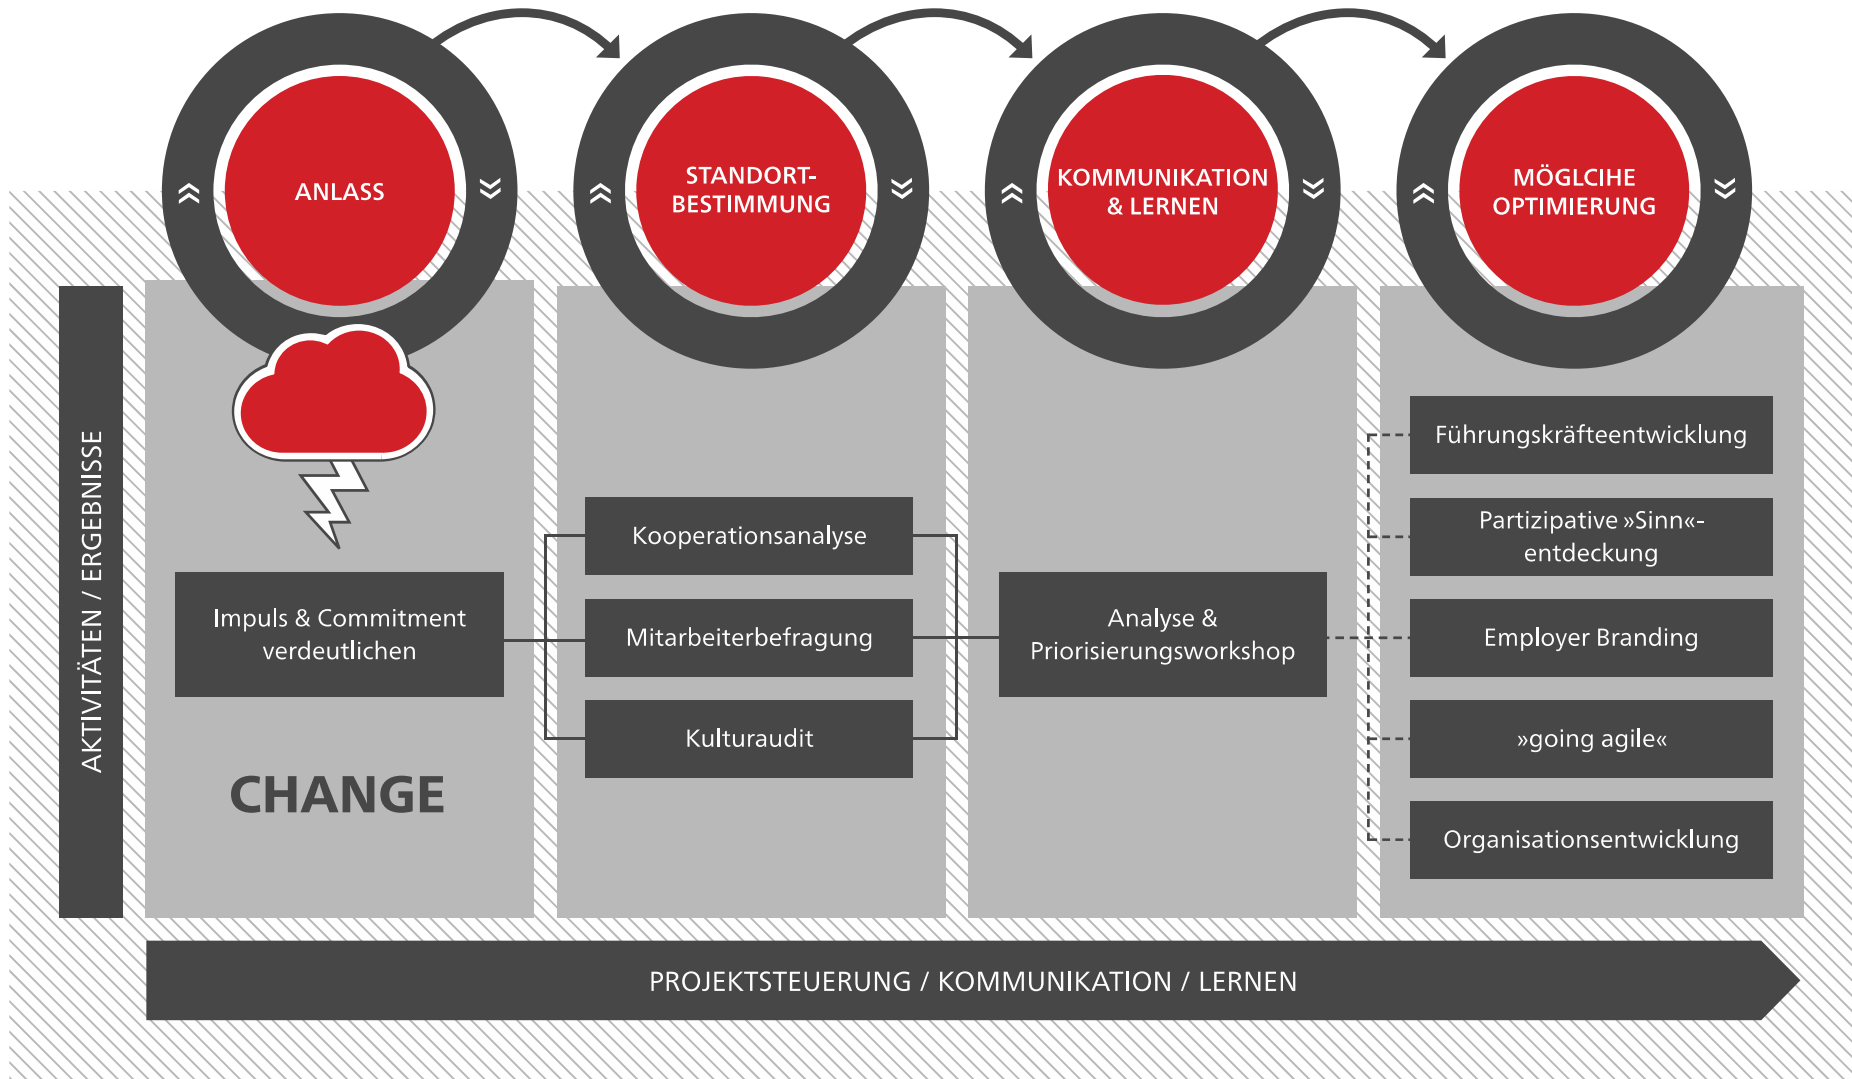 ANLASS
STANDORT-
BESTIMMUNG
KOMMUNIKATION
& LERNEN
MÖGLCIHE
OPTIMIERUNG
AKTIVITÄTEN / ERGEBNISSE
Impuls & Commitment
verdeutlichen
CHANGE
Kooperationsanalyse
Mitarbeiterbefragung
Kulturaudit
Analyse &
Priorisierungsworkshop
Führungskräfteentwicklung
Partizipative »Sinn«-
entdeckung
Employer Branding
»going agile«
Organisationsentwicklung
PROJEKTSTEUERUNG / KOMMUNIKATION / LERNEN